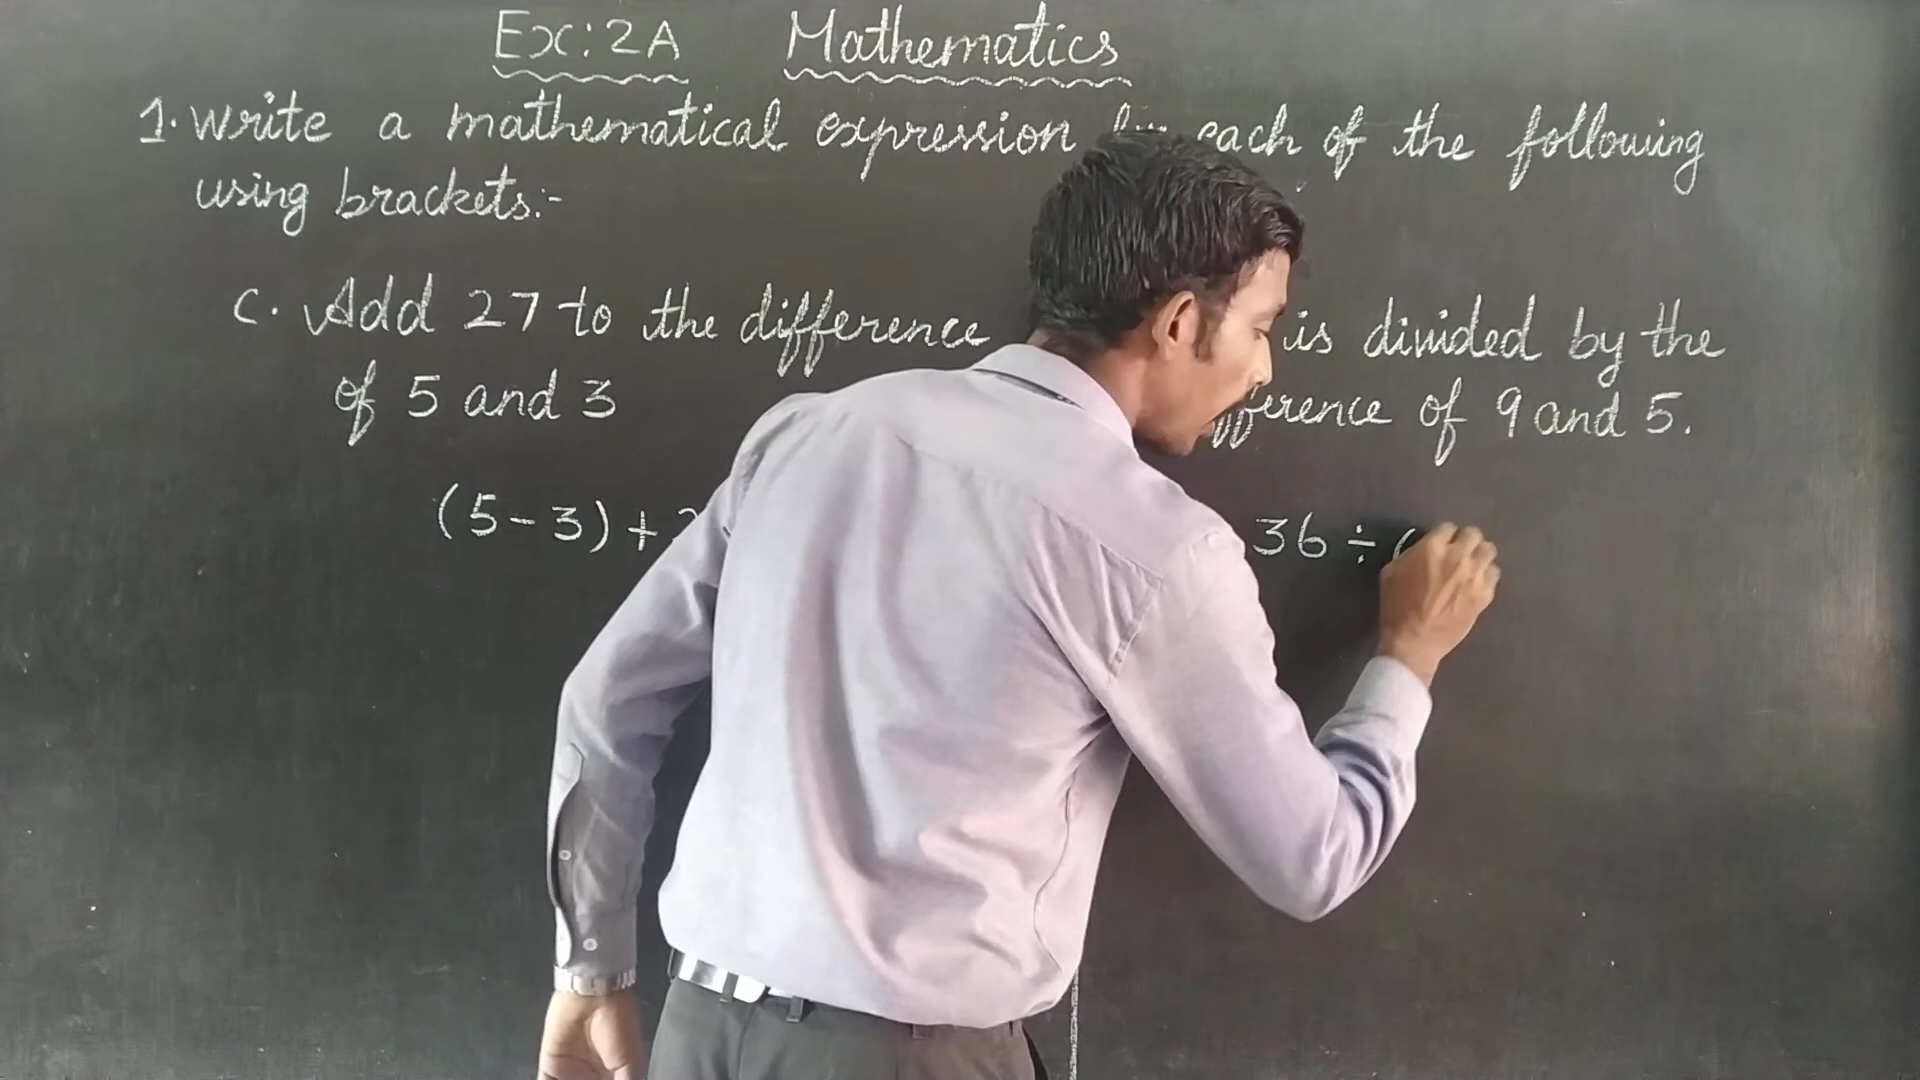 Ex: 2A Mathematics
1. Write a mathematical expression for each of the following
using brackets:-
c. Add 27 to the difference
of 5 and 3
(5-3)+
is divided by the
difference of 9 and 5.
36 ÷ (